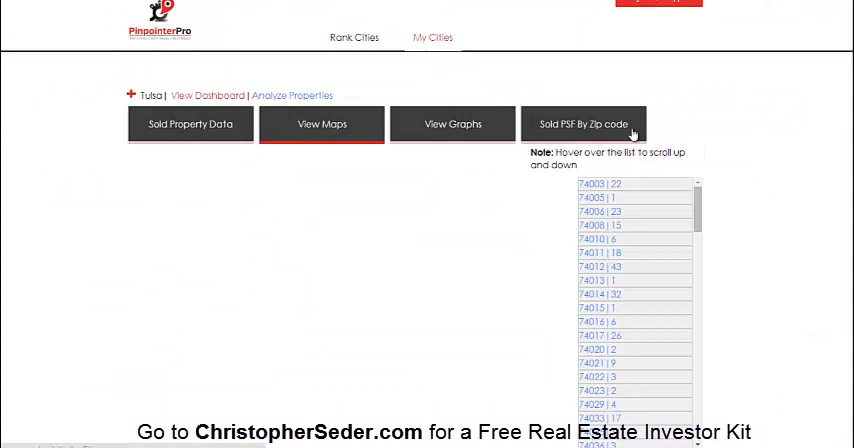 PinpointerPro
Rank Cities
My Cities
Tulsa| View Dashboard| Analyze Properties
Sold Property Data
View Maps
View Graphs
Sold PSF By Zip code
Note: Hover over the list to scroll up
and down
74003|22
74005|1
74006|23
74008|15
74010|6
74011|18
74012|43
74013|1
74014|32
74015|1
74016|6
74017|26
74020|2
74021|9
74022|3
74023|2
74029|4
74033|17
74036|3
Go to ChristopherSeder.com for a Free Real Estate Investor Kit